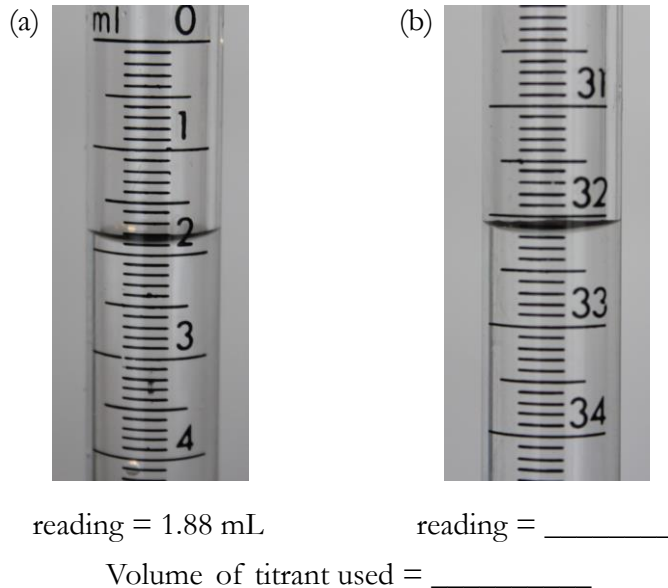 (a)
ml 0
1
2
3
4
(b)
31
32
33
34
reading = 1.88 mL
reading = ________
Volume of titrant used = ___________